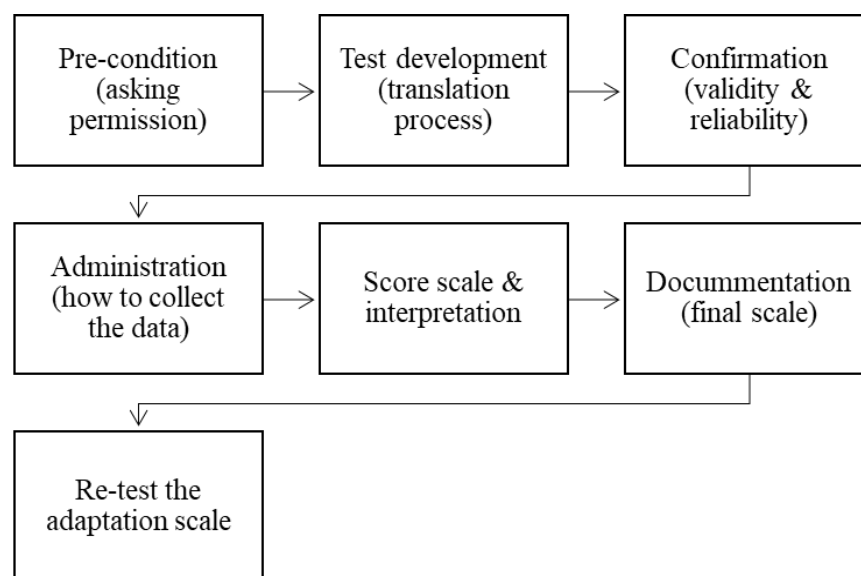 Pre-condition
(asking
permission)
Test development
(translation
process)
Confirmation
(validity &
reliability)
Administration
(how to collect
the data)
Score scale &
interpretation
Docummentation
(final scale)
Re-test the
adaptation scale